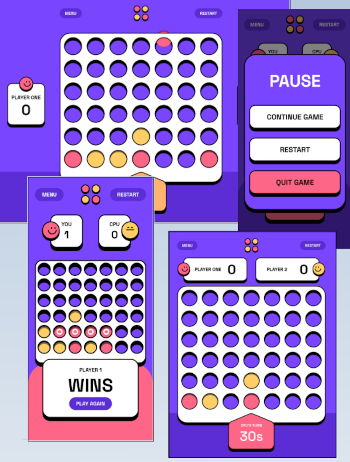 MENU
RESTART
PLAYER ONE
0
MENU
RESTART
YOU
CPU
PAUSE
CONTINUE GAME
RESTART
QUIT GAME
MENU
RESTART
YOU
1
CPU
0
PLAYER 1
WINS
PLAY AGAIN
MENU
RESTART
PLAYER ONE
0
PLAYER 2
0
30s